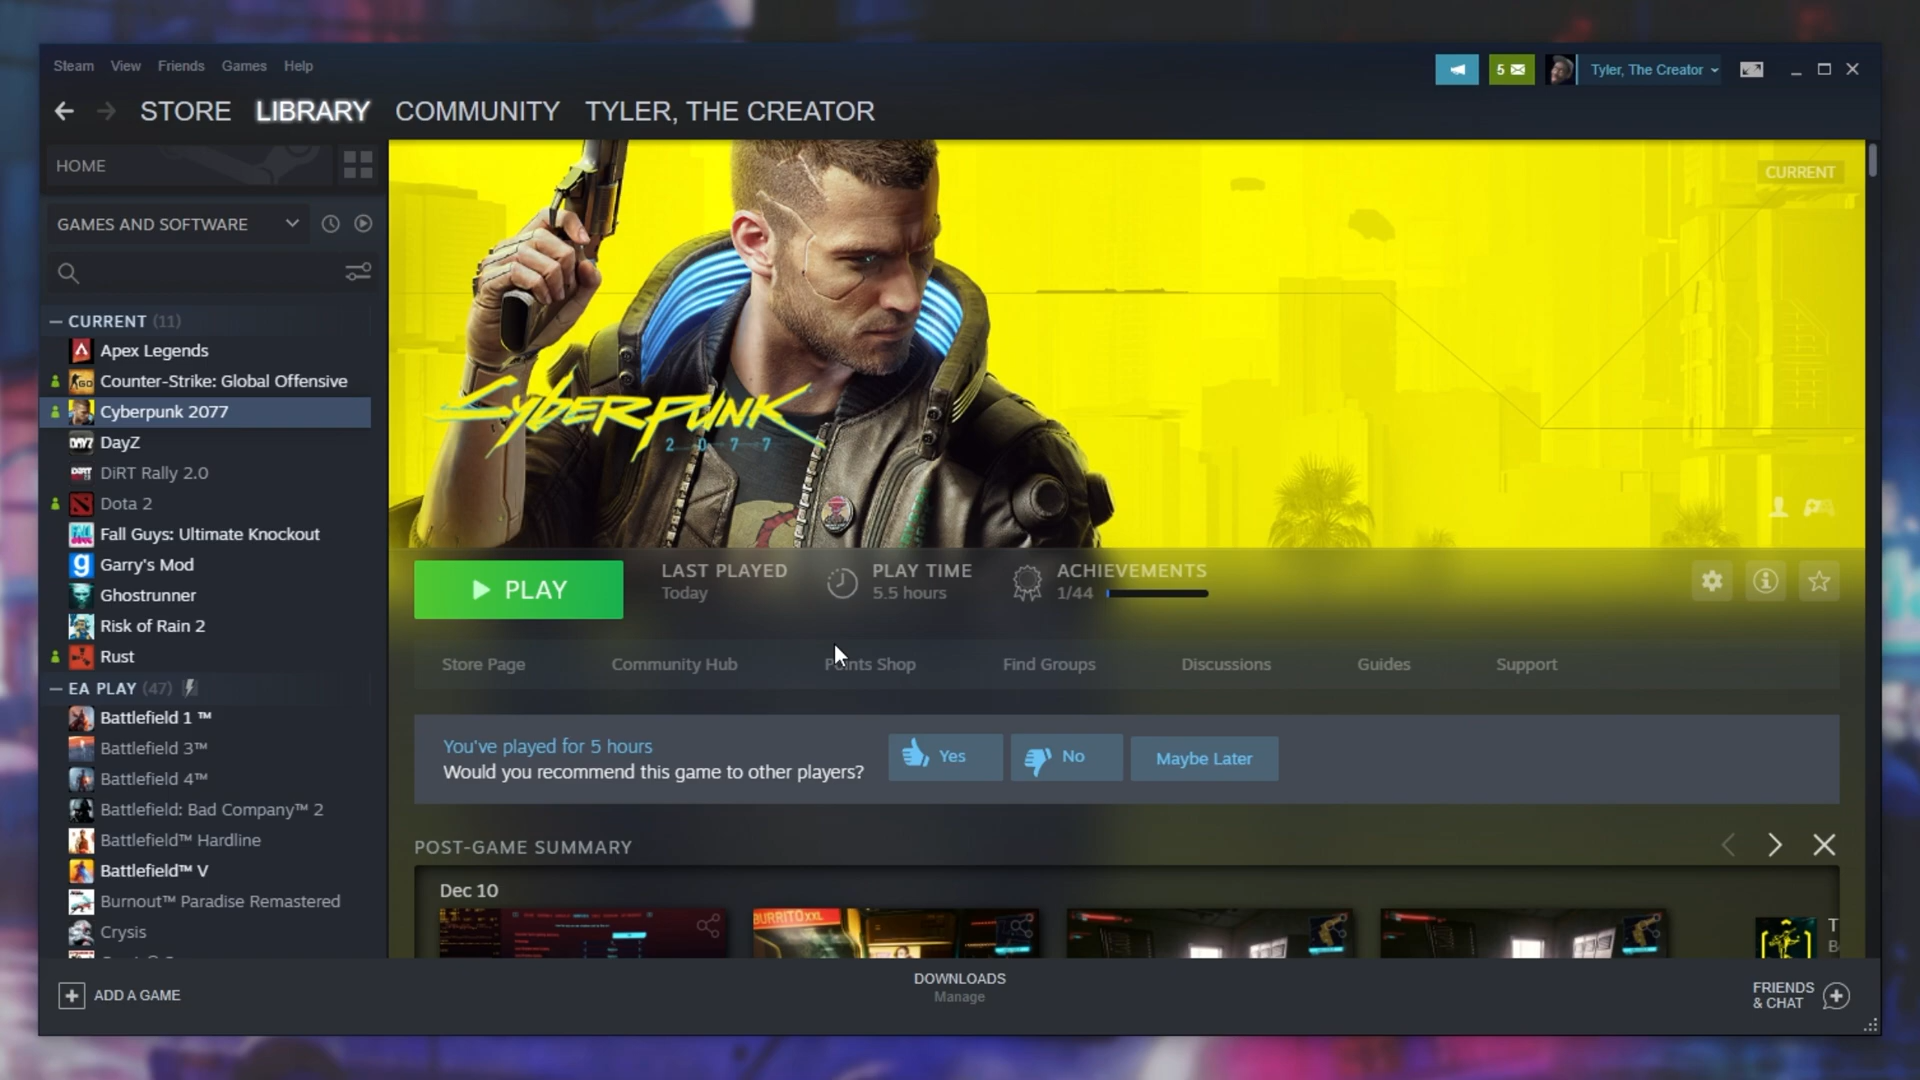 Steam View Friends Games Help
5
Tyler, The Creator
STORE LIBRARY COMMUNITY TYLER, THE CREATOR
HOME
GAMES AND SOFTWARE
CURRENT (11)
Apex Legends
Counter-Strike: Global Offensive
Cyberpunk 2077
DayZ
DiRT Rally 2.0
Dota 2
Fall Guys: Ultimate Knockout
Garry's Mod
Ghostrunner
Risk of Rain 2
Rust
EA PLAY (47)
Battlefield 1 ™
Battlefield 3™
Battlefield 4™
Battlefield: Bad Company™ 2
Battlefield™ Hardline
Battlefield™ V
Burnout™ Paradise Remastered
Crysis
CURRENT
CYBERPUNK
2077
PLAY
LAST PLAYED
Today
PLAY TIME
5.5 hours
ACHIEVEMENTS
1/44
Store Page Community Hub Points Shop Find Groups Discussions Guides Support
You've played for 5 hours
Would you recommend this game to other players?
Yes No Maybe Later
POST-GAME SUMMARY
Dec 10
BURRITO XXL
T
B
ADD A GAME
DOWNLOADS
Manage
FRIENDS
& CHAT